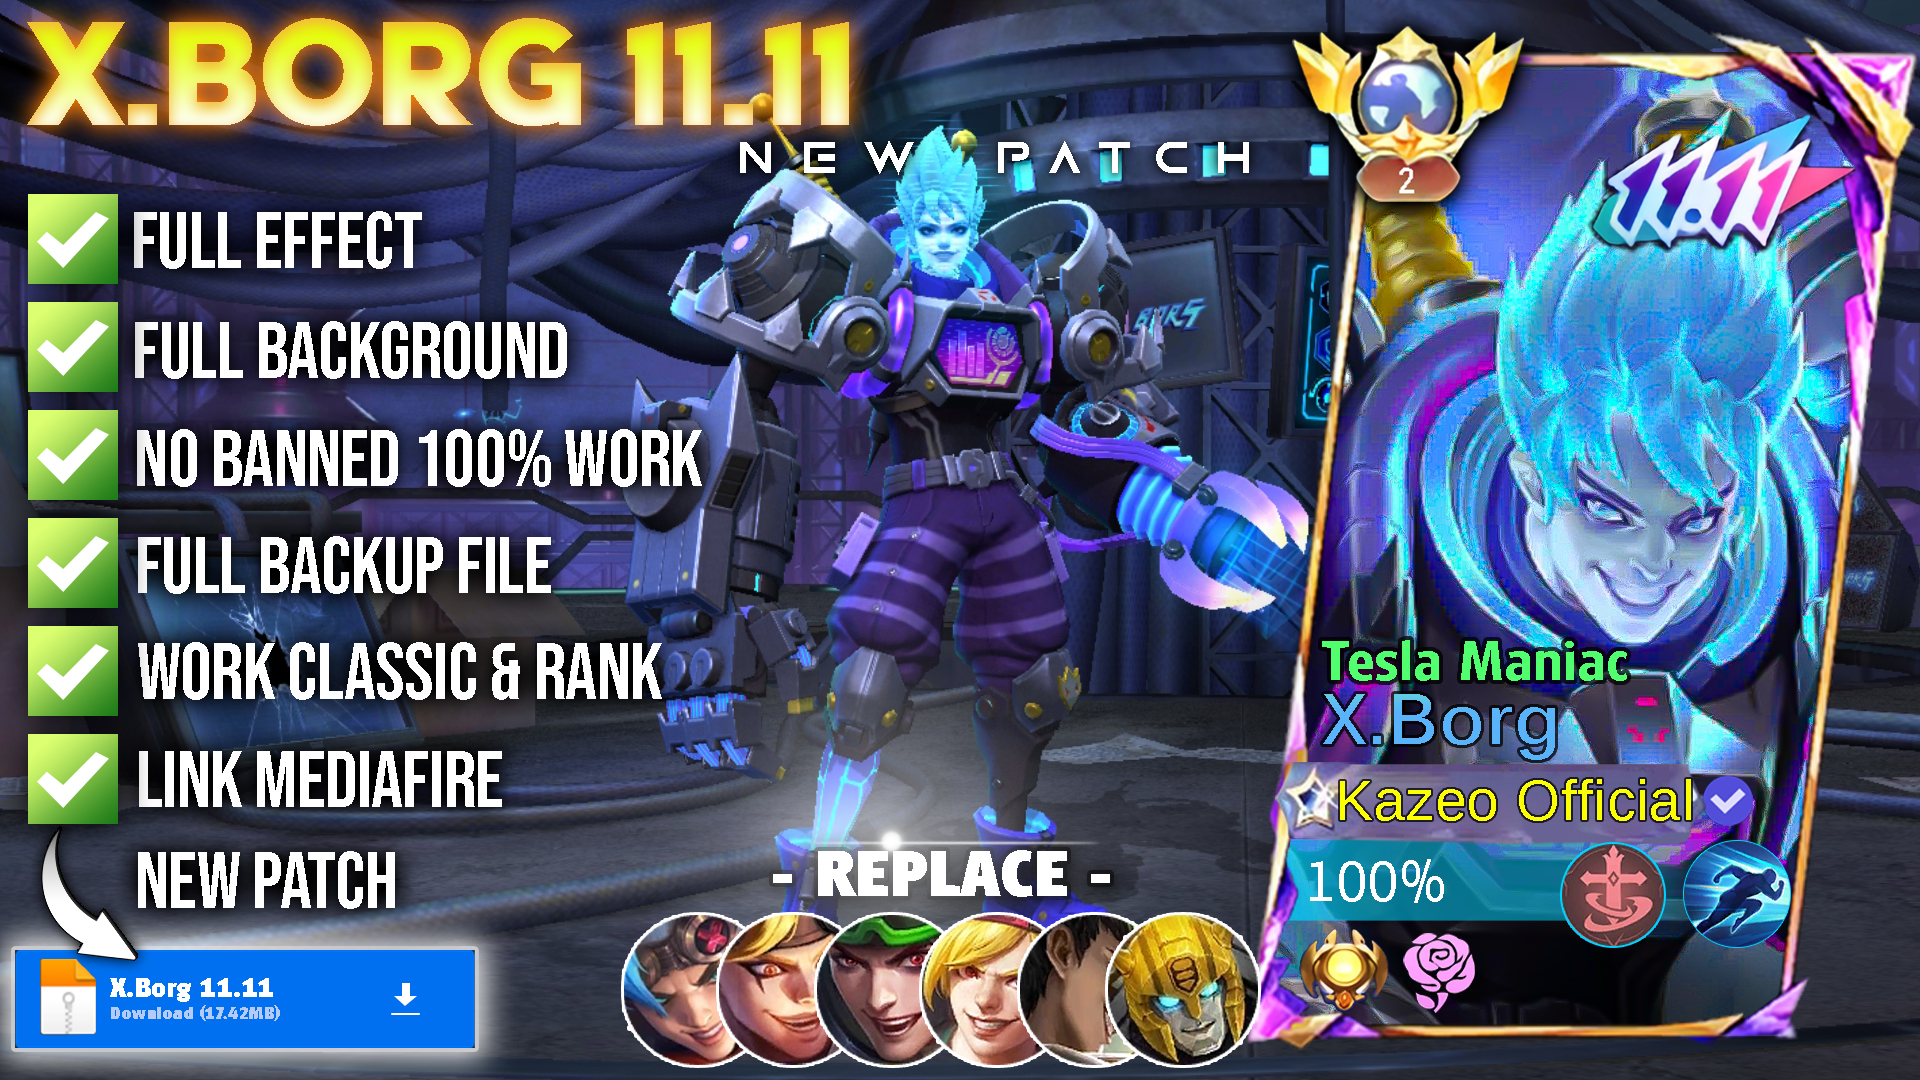 X.BORG 11.11
NEW PATCH
FULL EFFECT
FULL BACKGROUND
NO BANNED 100% WORK
FULL BACKUP FILE
WORK CLASSIC & RANK
LINK MEDIAFIRE
NEW PATCH
X.Borg 11.11
Download (17.42MB)
- REPLACE -
2
11.11
Tesla Maniac
X.Borg
Kazeo Official
100%